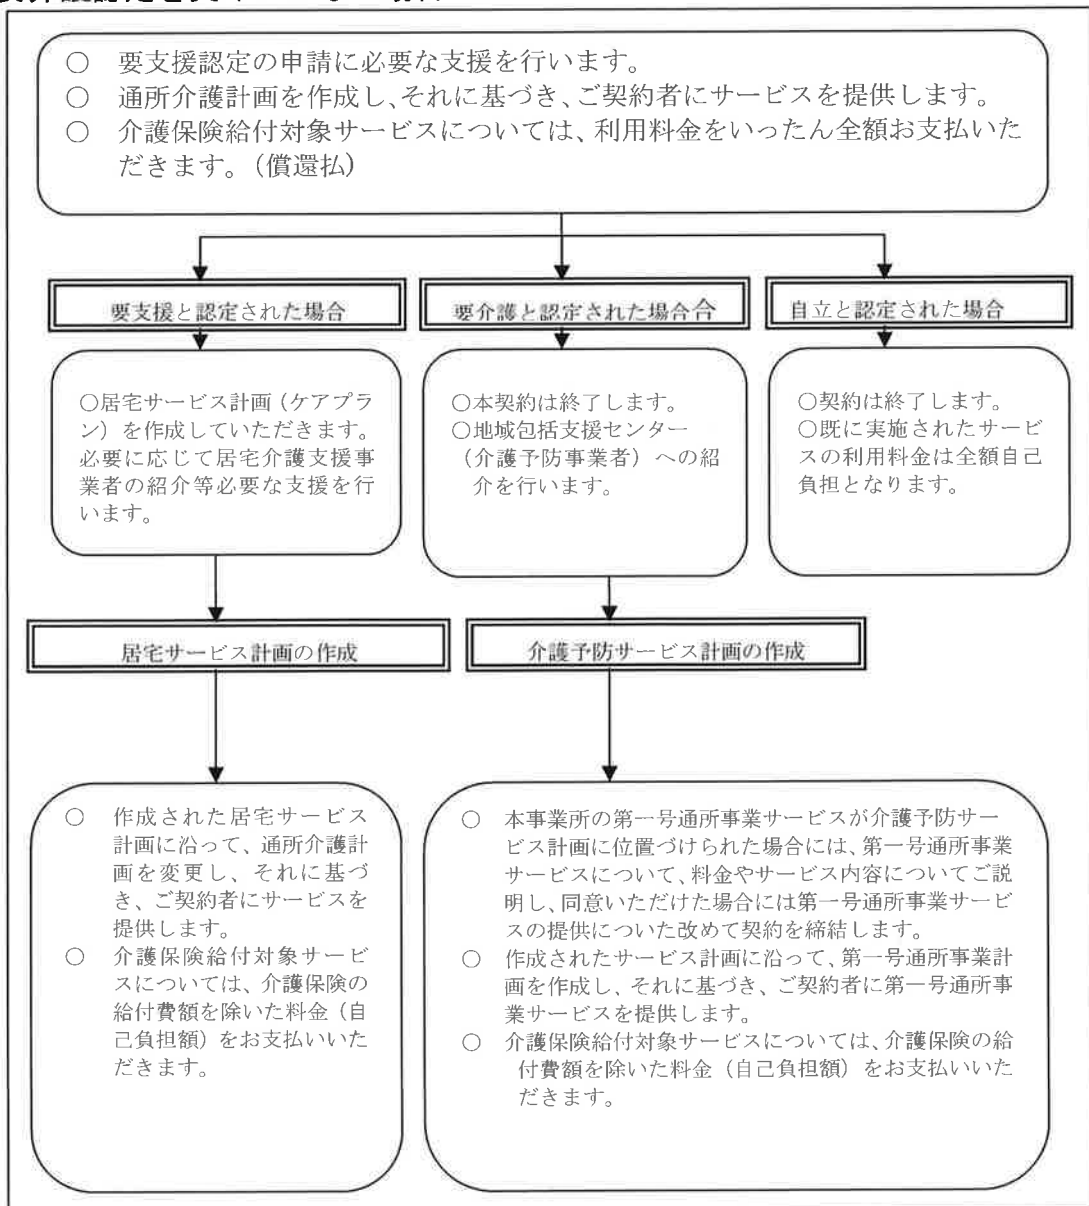 ○ 要支援認定の申請に必要な支援を行います。
○ 通所介護計画を作成し、それに基づき、ご契約者にサービスを提供します。
○ 介護保険給付対象サービスについては、利用料金をいったん全額お支払いた
だきます。（償還払）
要支援と認定された場合
要介護と認定された場合合
自立と認定された場合
○居宅サービス計画（ケアプラ
ン）を作成していただきます。
必要に応じて居宅介護支援事
業者の紹介等必要な支援を行
います。
○本契約は終了します。
○地域包括支援センター
（介護予防事業者）への紹
介を行います。
○契約は終了します。
○既に実施されたサービ
スの利用料金は全額自己
負担となります。
居宅サービス計画の作成
介護予防サービス計画の作成
○ 作成された居宅サービス
計画に沿って、通所介護計
画を変更し、それに基づ
き、ご契約者にサービスを
提供します。
○ 介護保険給付対象サービ
スについては、介護保険の
給付費額を除いた料金（自
己負担額）をお支払いいた
だきます。
○ 本事業所の第一号通所事業サービスが介護予防サー
ビス計画に位置づけられた場合には、第一号通所事業
サービスについて、料金やサービス内容についてご説
明し、同意いただけた場合には第一号通所事業サービ
スの提供についた改めて契約を締結します。
○ 作成されたサービス計画に沿って、第一号通所事業計
画を作成し、それに基づき、ご契約者に第一号通所事
業サービスを提供します。
○ 介護保険給付対象サービスについては、介護保険の給
付費額を除いた料金（自己負担額）をお支払いいた
だきます。